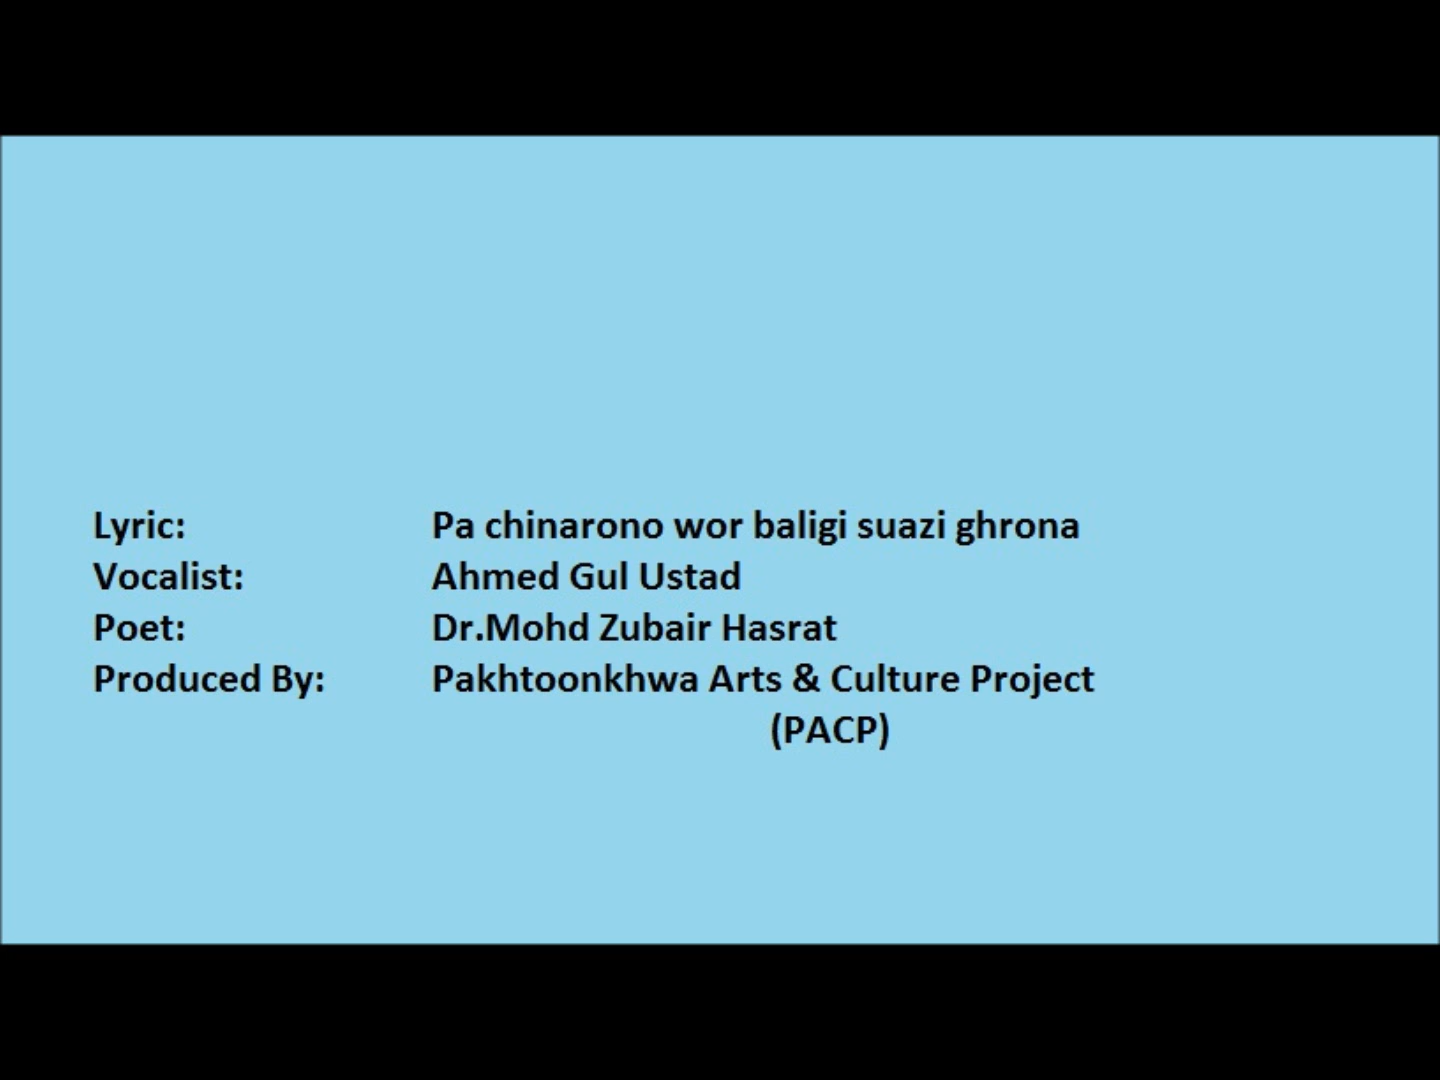 Lyric: Pa chinarono wor baligi suazi ghrona
Vocalist: Ahmed Gul Ustad
Poet: Dr.Mohd Zubair Hasrat
Produced By: Pakhtoonkhwa Arts & Culture Project
(PACP)